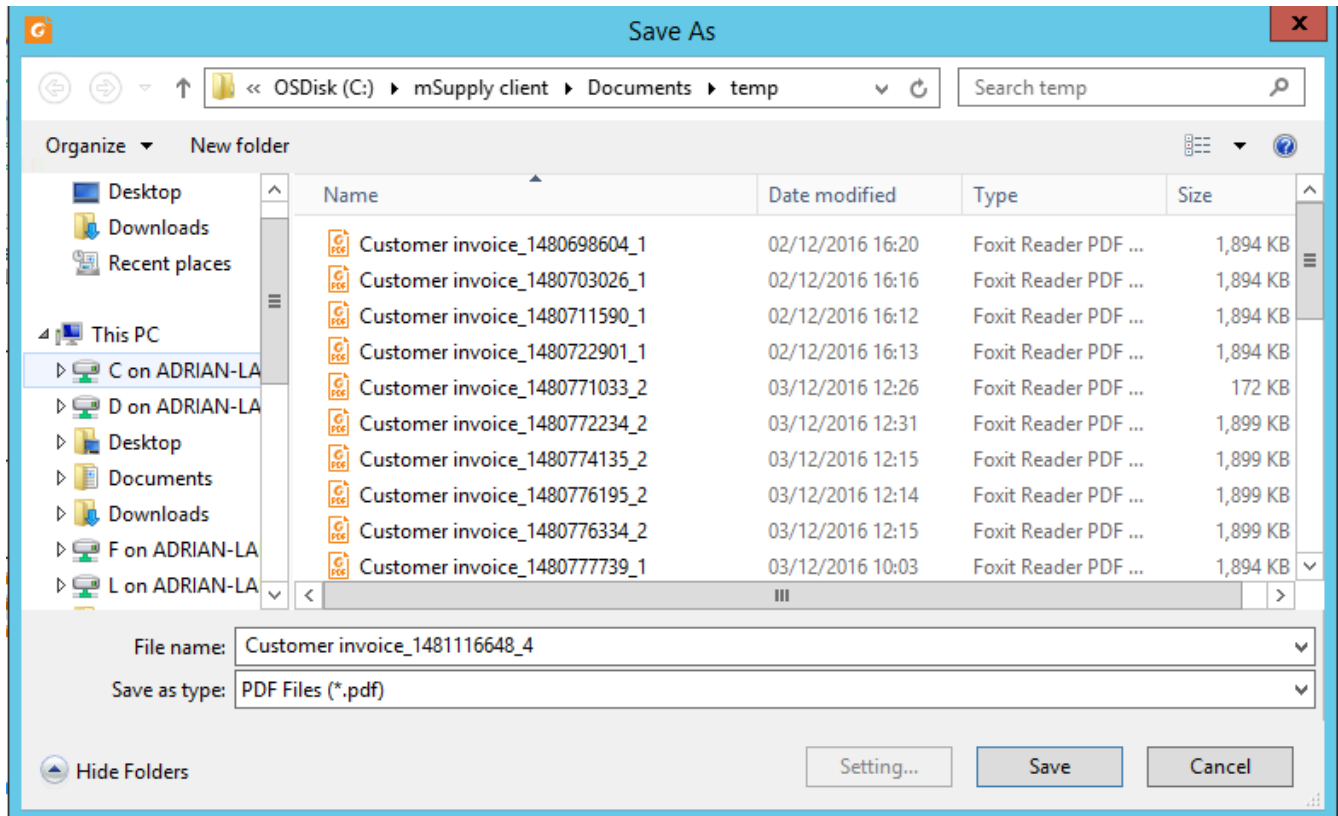 Save As
« OSDisk (C:) mSupply client Documents temp Search temp
Organize New folder
Desktop
Downloads
Recent places
This PC
C on ADRIAN-LA
D on ADRIAN-LA
Desktop
Documents
Downloads
F on ADRIAN-LA
L on ADRIAN-LA
Name Date modified Type Size
Customer invoice_1480698604_1 02/12/2016 16:20 Foxit Reader PDF ... 1,894 KB
Customer invoice_1480703026_1 02/12/2016 16:16 Foxit Reader PDF ... 1,894 KB
Customer invoice_1480711590_1 02/12/2016 16:12 Foxit Reader PDF ... 1,894 KB
Customer invoice_1480722901_1 02/12/2016 16:13 Foxit Reader PDF ... 1,894 KB
Customer invoice_1480771033_2 03/12/2016 12:26 Foxit Reader PDF ... 172 KB
Customer invoice_1480772234_2 03/12/2016 12:31 Foxit Reader PDF ... 1,899 KB
Customer invoice_1480774135_2 03/12/2016 12:15 Foxit Reader PDF ... 1,899 KB
Customer invoice_1480776195_2 03/12/2016 12:14 Foxit Reader PDF ... 1,899 KB
Customer invoice_1480776334_2 03/12/2016 12:15 Foxit Reader PDF ... 1,899 KB
Customer invoice_1480777739_1 03/12/2016 10:03 Foxit Reader PDF ... 1,894 KB
File name: Customer invoice_1481116648_4
Save as type: PDF Files (*.pdf)
Hide Folders Setting... Save Cancel